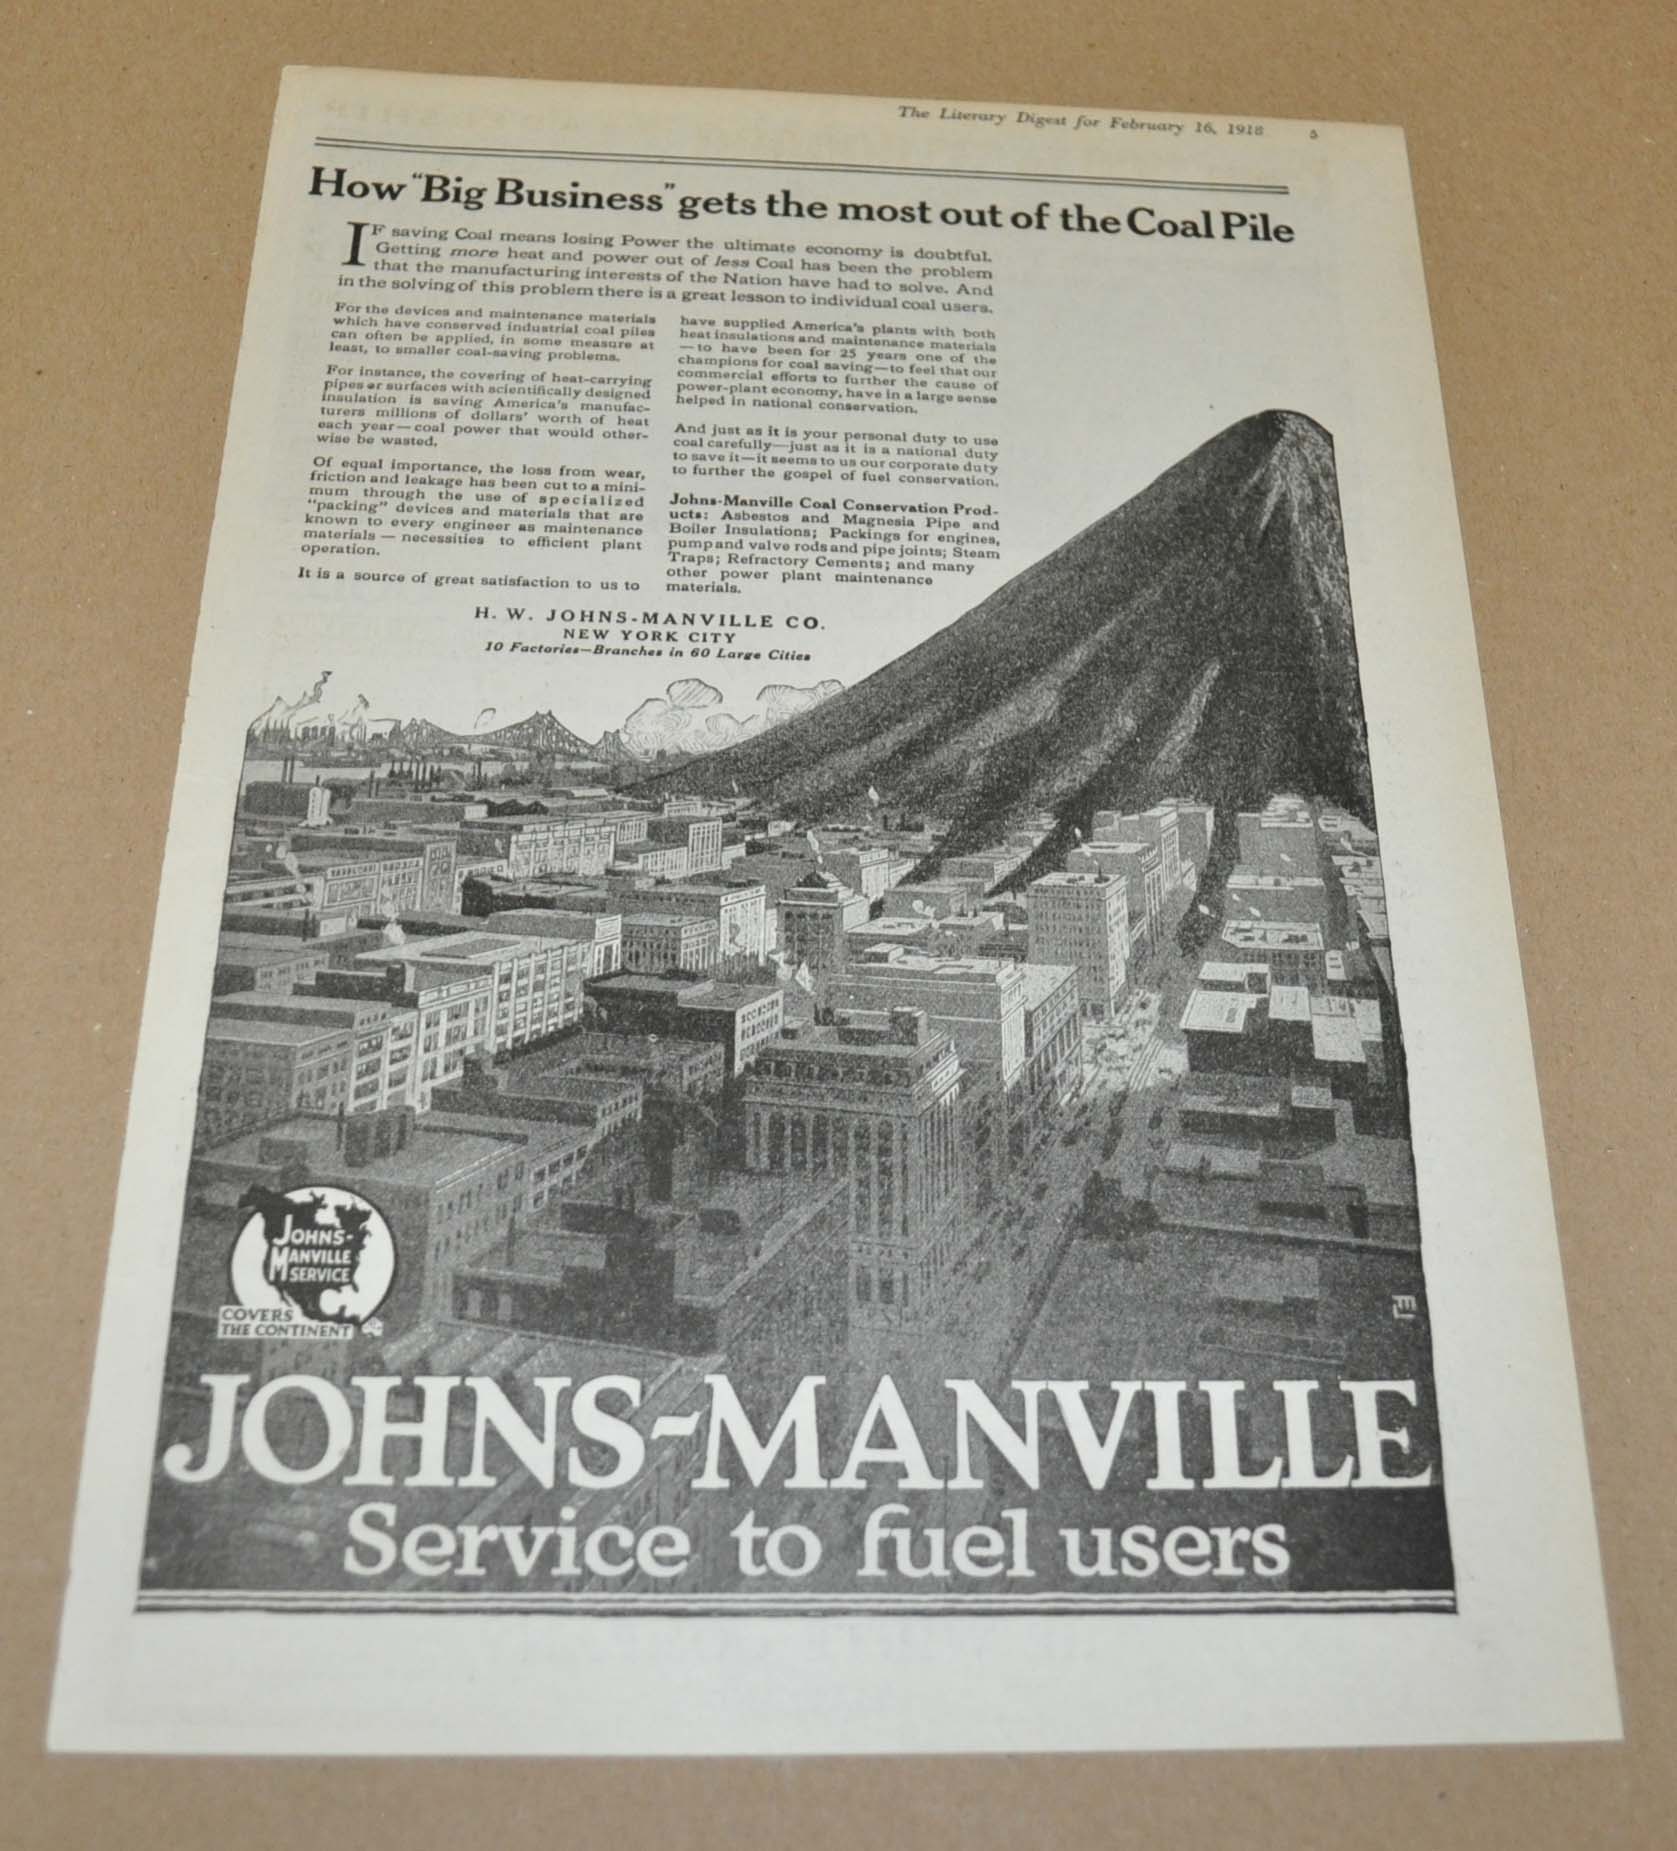 The Literary Digest for February 16, 1918 5
How "Big Business" gets the most out of the Coal Pile
IF saving Coal means losing Power the ultimate economy is doubtful.
Getting more heat and power out of less Coal has been the problem
that the manufacturing interests of the Nation have had to solve. And
in the solving of this problem there is a great lesson to individual coal users.
For the devices and maintenance materials
which have conserved industrial coal piles
can often be applied, in some measure at
least, to smaller coal-saving problems.
For instance, the covering of heat-carrying
pipes or surfaces with scientifically designed
insulation is saving America's manufac-
turers millions of dollars' worth of heat
each year—coal power that would other-
wise be wasted.
Of equal importance, the loss from wear,
friction and leakage has been cut to a mini-
mum through the use of specialized
"packing" devices and materials that are
known to every engineer as maintenance
materials — necessities to efficient plant
operation.
It is a source of great satisfaction to us to
have supplied America's plants with both
heat insulations and maintenance materials
—to have been for 25 years one of the
champions for coal saving—to feel that our
commercial efforts to further the cause of
power-plant economy, have in a large sense
helped in national conservation.
And just as it is your personal duty to use
coal carefully—just as it is a national duty
to save it—it seems to us our corporate duty
to further the gospel of fuel conservation.
Johns-Manville Coal Conservation Prod-
ucts: Asbestos and Magnesia Pipe and
Boiler Insulations; Packings for engines,
pump and valve rods and pipe joints; Steam
Traps; Refractory Cements; and many
other power plant maintenance
materials.
H. W. JOHNS-MANVILLE CO.
NEW YORK CITY
10 Factories—Branches in 60 Large Cities
JOHNS-
MANVILLE
SERVICE
COVERS
THE CONTINENT
JOHNS-MANVILLE
Service to fuel users